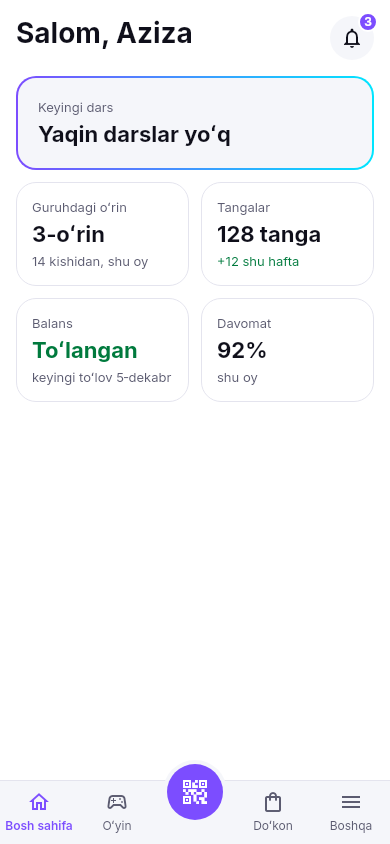 Salom, Aziza
3
Keyingi dars
Yaqin darslar yoʻq
Guruhdagi oʻrin
3-oʻrin
14 kishidan, shu oy
Tangalar
128 tanga
+12 shu hafta
Balans
Toʻlangan
keyingi toʻlov 5-dekabr
Davomat
92%
shu oy
Bosh sahifa
Oʻyin
Doʻkon
Boshqa